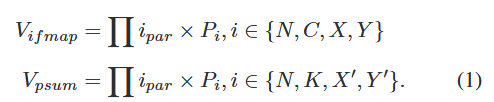 V_{ifmap} = ∏ i_{par} × P_i, i ∈ {N, C, X, Y}
V_{psum} = ∏ i_{par} × P_i, i ∈ {N, K, X′, Y′}. (1)